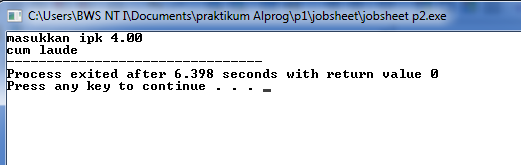 C:\Users\BWS NT I\Documents\praktikum Alprog\p1\jobsheet\jobsheet p2.exe
masukkan ipk 4.00
cum laude
--------------------------------
Process exited after 6.398 seconds with return value 0
Press any key to continue . . . _